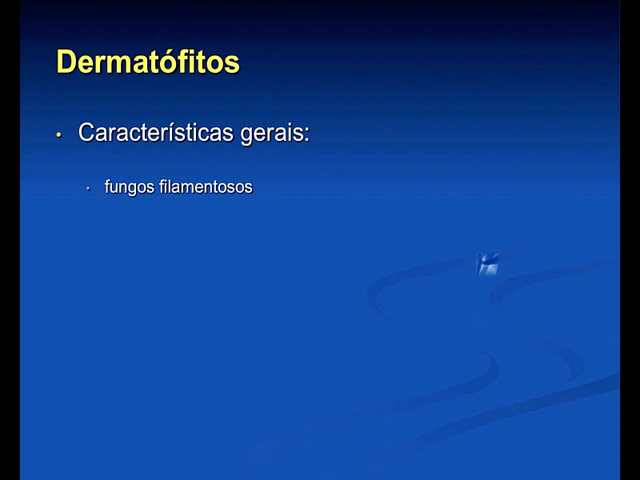 Dermatófitos
• Características gerais:
• fungos filamentosos